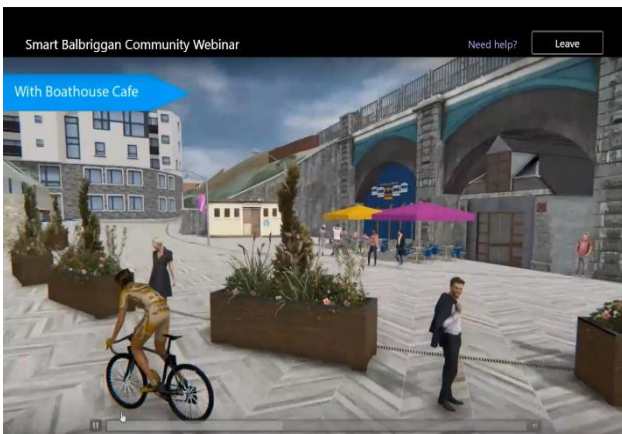 Smart Balbriggan Community Webinar
Need help?
Leave
With Boathouse Cafe